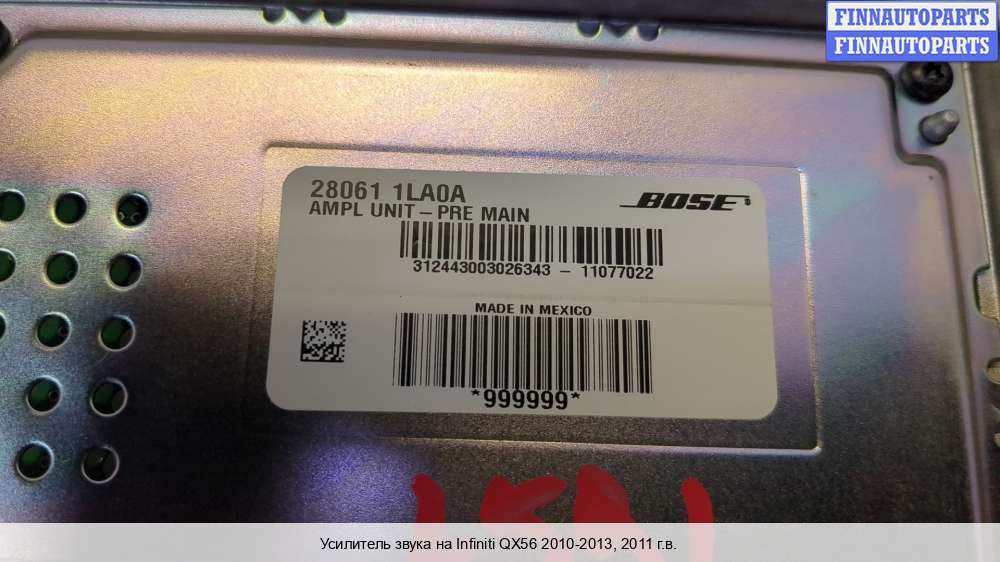 FINNAUTOPARTS
FINNAUTOPARTS
28061 1LA0A
AMPL UNIT – PRE MAIN
BOSE
312443003026343 – 11077022
MADE IN MEXICO
*999999*
Усилитель звука на Infiniti QX56 2010-2013, 2011 г.в.